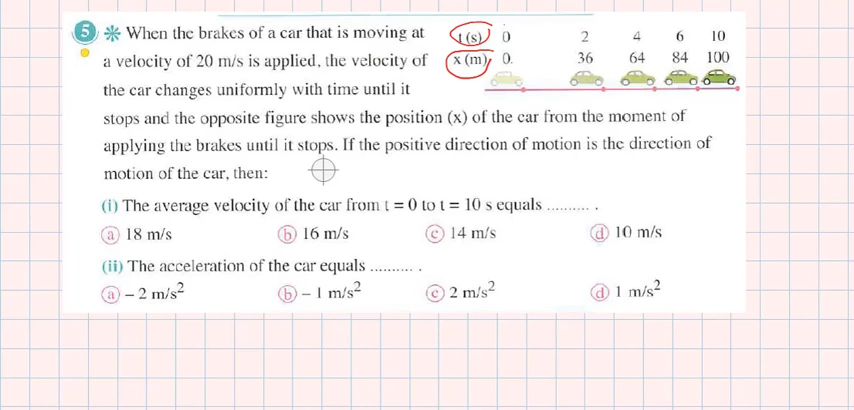 5 When the brakes of a car that is moving at
a velocity of 20 m/s is applied, the velocity of
the car changes uniformly with time until it
t (s) 0 2 4 6 10
x (m) 0 36 64 84 100
stops and the opposite figure shows the position (x) of the car from the moment of
applying the brakes until it stops. If the positive direction of motion is the direction of
motion of the car, then:
(i) The average velocity of the car from t = 0 to t = 10 s equals .......... .
a 18 m/s b 16 m/s c 14 m/s d 10 m/s
(ii) The acceleration of the car equals .......... .
a – 2 m/s² b – 1 m/s² c 2 m/s² d 1 m/s²